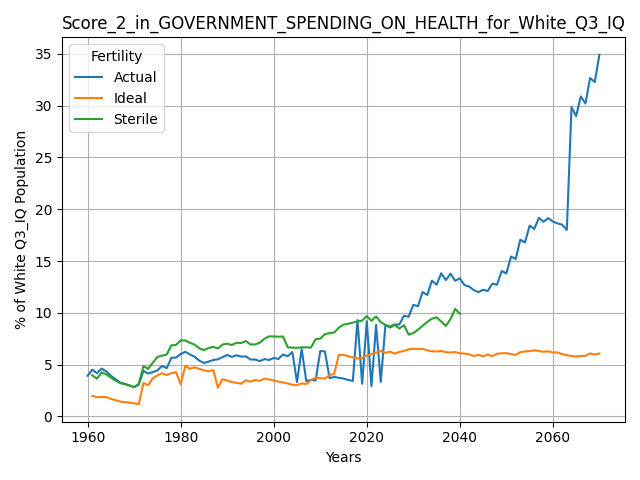 Score_2_in_GOVERNMENT_SPENDING_ON_HEALTH_for_White_Q3_IQ
Fertility
Actual
Ideal
Sterile
% of White Q3_IQ Population
35
30
25
20
15
10
5
0
1960
1980
2000
2020
2040
2060
Years